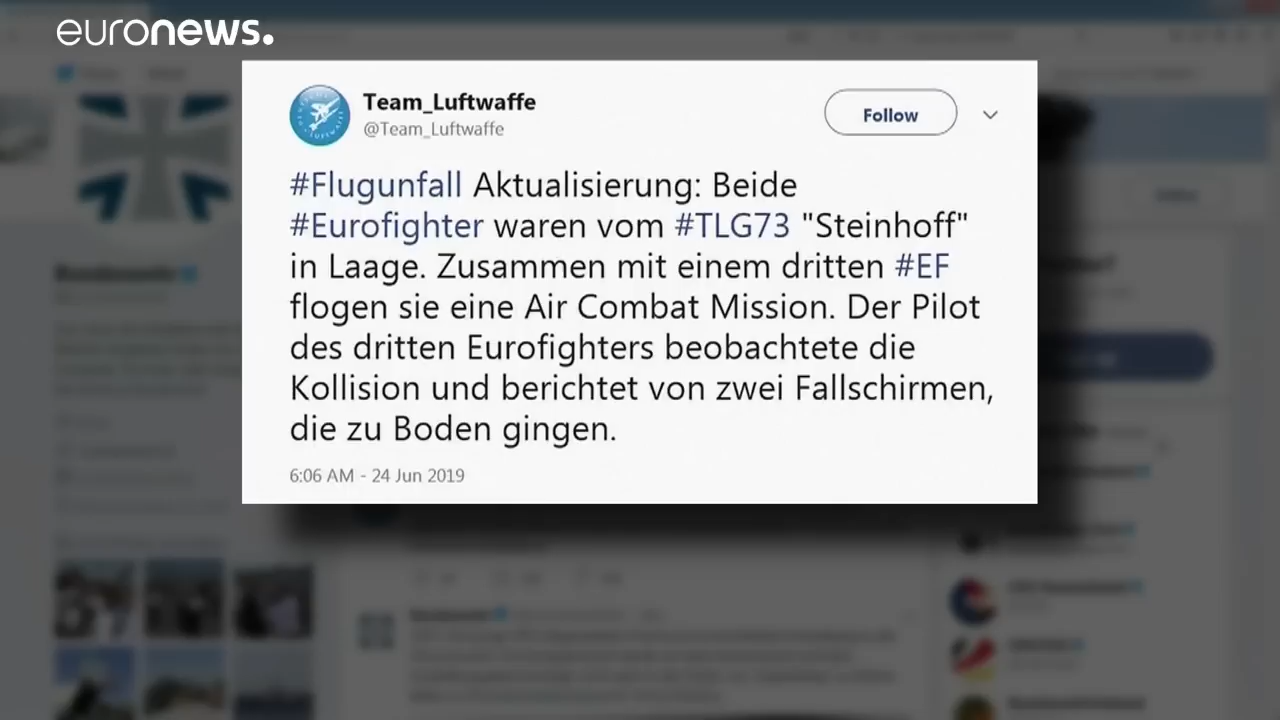 euronews.
Team_Luftwaffe
@Team_Luftwaffe
Follow
#Flugunfall Aktualisierung: Beide
#Eurofighter waren vom #TLG73 "Steinhoff"
in Laage. Zusammen mit einem dritten #EF
flogen sie eine Air Combat Mission. Der Pilot
des dritten Eurofighters beobachtete die
Kollision und berichtet von zwei Fallschirmen,
die zu Boden gingen.
6:06 AM - 24 Jun 2019